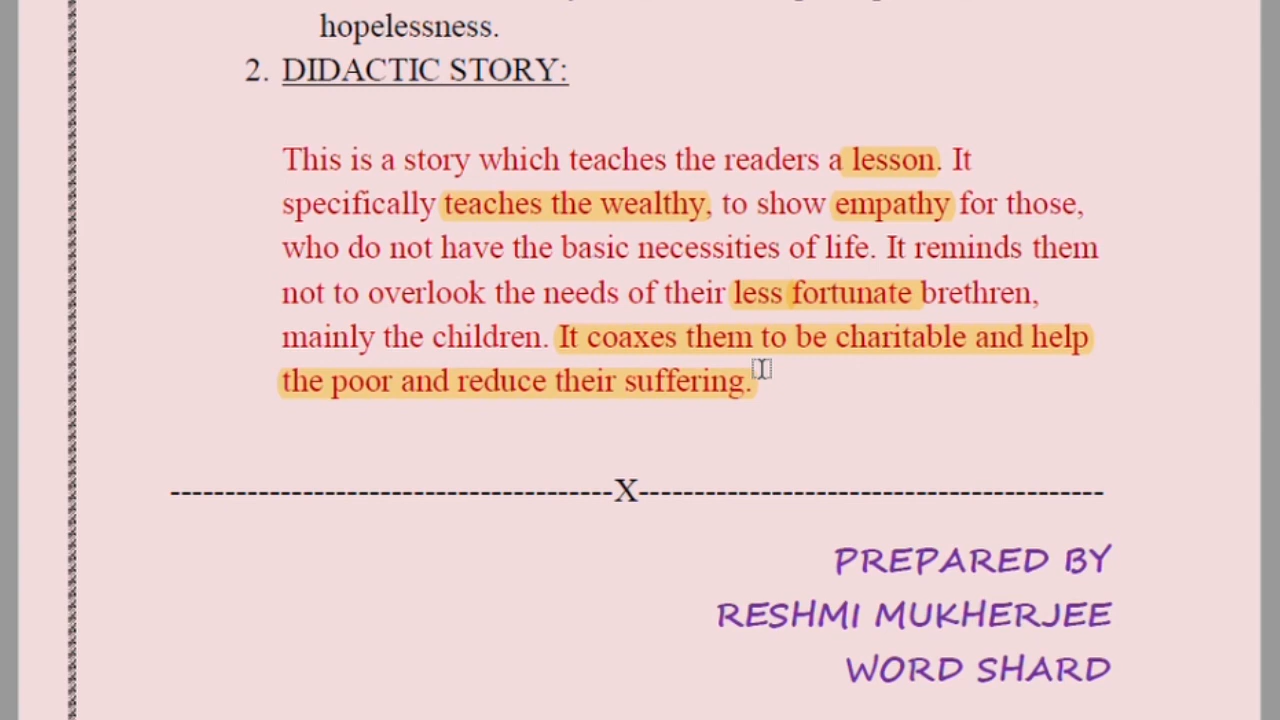 hopelessness.
2. DIDACTIC STORY:
This is a story which teaches the readers a lesson. It
specifically teaches the wealthy, to show empathy for those,
who do not have the basic necessities of life. It reminds them
not to overlook the needs of their less fortunate brethren,
mainly the children. It coaxes them to be charitable and help
the poor and reduce their suffering.
----------------------------------------X------------------------------------------
PREPARED BY
RESHMI MUKHERJEE
WORD SHARD